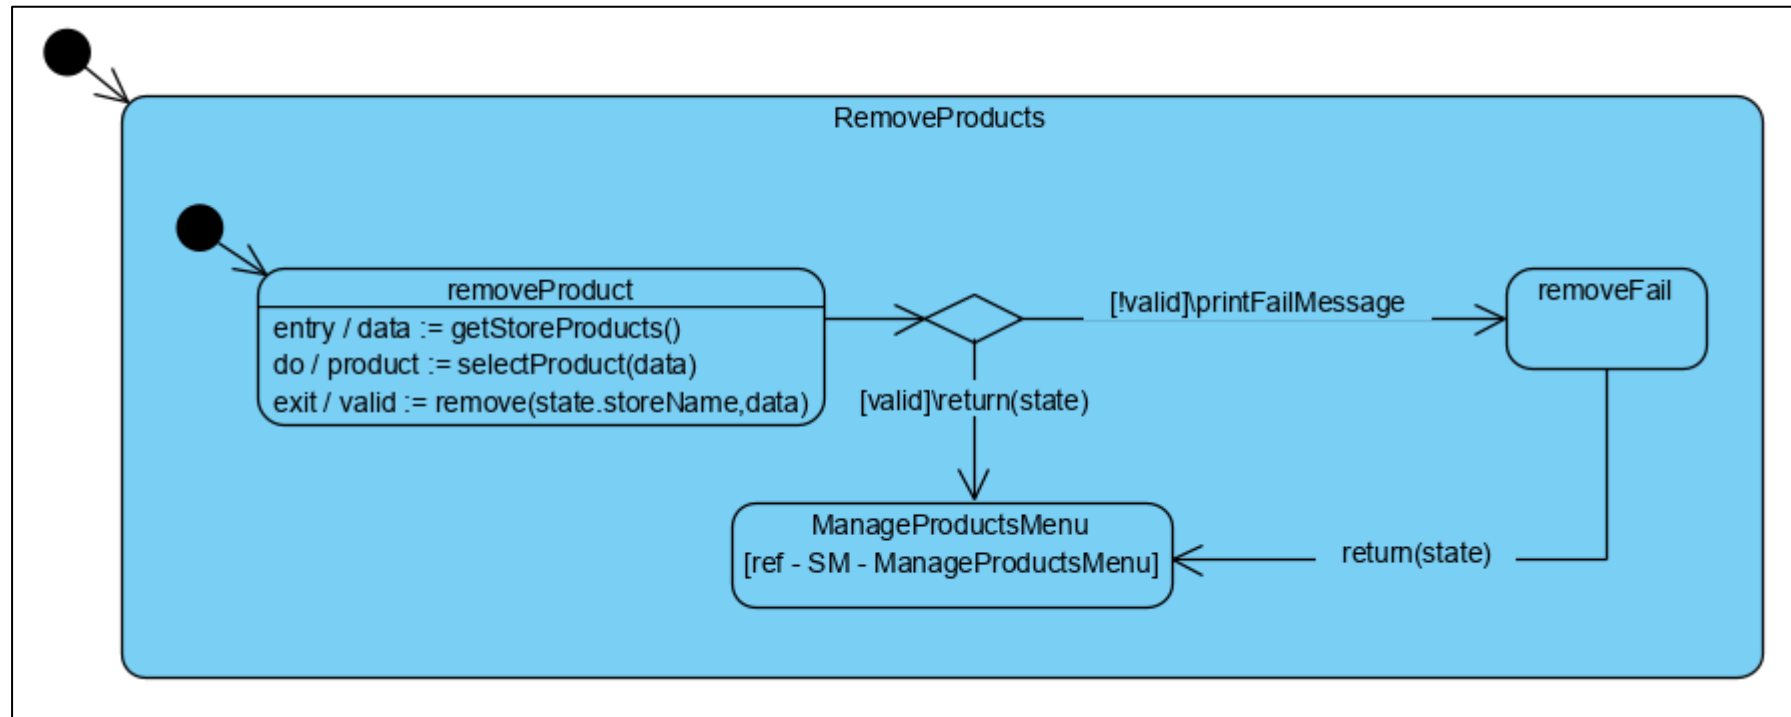 RemoveProducts
removeProduct
entry / data := getStoreProducts()
do / product := selectProduct(data)
exit / valid := remove(state.storeName,data)
[!valid]\printFailMessage
removeFail
[valid]\return(state)
ManageProductsMenu
[ref - SM - ManageProductsMenu]
return(state)